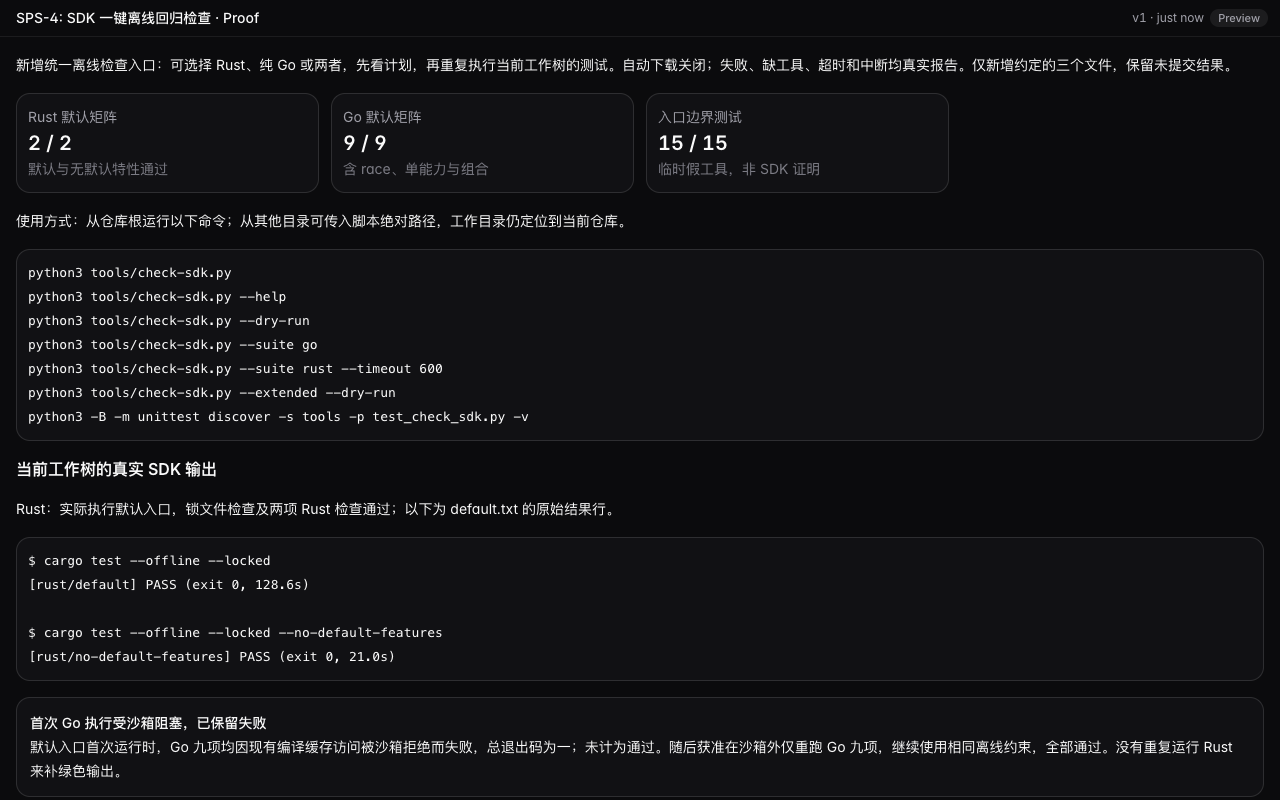 SPS-4: SDK 一键离线回归检查 · Proof
v1 · just now Preview
新增统一离线检查入口：可选择 Rust、纯 Go 或两者，先看计划，再重复执行当前工作树的测试。自动下载关闭；失败、缺工具、超时和中断均真实报告。仅新增约定的三个文件，保留未提交结果。
Rust 默认矩阵
2 / 2
默认与无默认特性通过
Go 默认矩阵
9 / 9
含 race、单能力与组合
入口边界测试
15 / 15
临时假工具，非 SDK 证明
使用方式：从仓库根运行以下命令；从其他目录可传入脚本绝对路径，工作目录仍定位到当前仓库。
python3 tools/check-sdk.py
python3 tools/check-sdk.py --help
python3 tools/check-sdk.py --dry-run
python3 tools/check-sdk.py --suite go
python3 tools/check-sdk.py --suite rust --timeout 600
python3 tools/check-sdk.py --extended --dry-run
python3 -B -m unittest discover -s tools -p test_check_sdk.py -v
当前工作树的真实 SDK 输出
Rust：实际执行默认入口，锁文件检查及两项 Rust 检查通过；以下为 default.txt 的原始结果行。
$ cargo test --offline --locked
[rust/default] PASS (exit 0, 128.6s)
$ cargo test --offline --locked --no-default-features
[rust/no-default-features] PASS (exit 0, 21.0s)
首次 Go 执行受沙箱阻塞，已保留失败
默认入口首次运行时，Go 九项均因现有编译缓存访问被沙箱拒绝而失败，总退出码为一；未计为通过。随后获准在沙箱外仅重跑 Go 九项，继续使用相同离线约束，全部通过。没有重复运行 Rust
来补绿色输出。